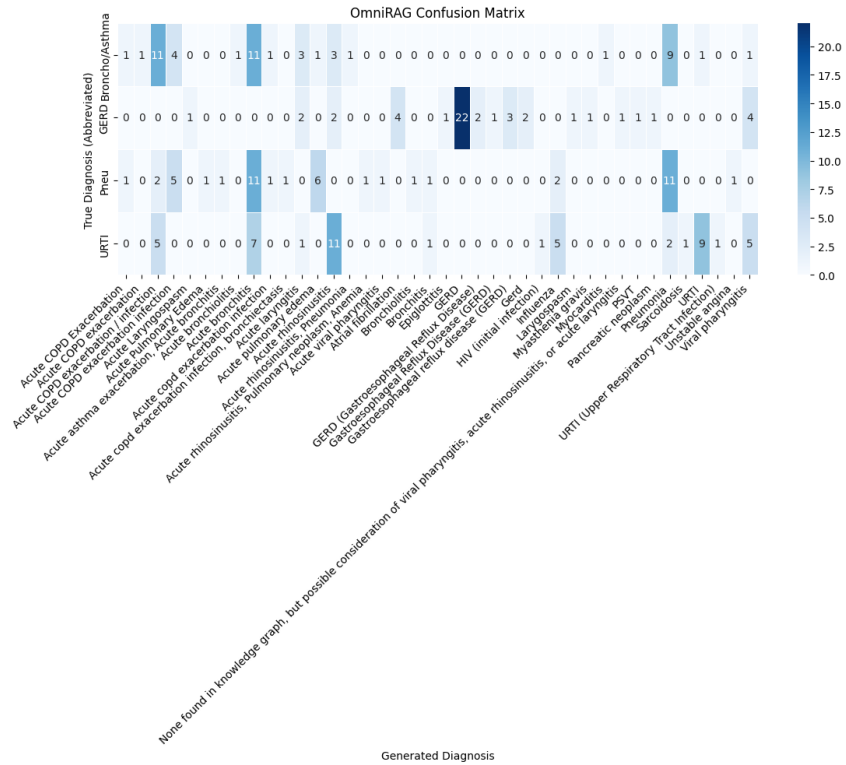 OmniRAG Confusion Matrix
True Diagnosis (Abbreviated)
Broncho/Asthma
GERD
Pneu
URTI
1 1 11 4 0 0 0 1 11 1 0 3 1 3 1 0 0 0 0 0 0 0 0 0 0 0 0 0 0 0 1 0 0 0 9 0 1 0 0 1
0 0 0 0 1 0 0 0 0 0 0 2 0 2 0 0 0 4 0 0 1 22 2 1 3 2 0 0 1 1 0 1 1 1 0 0 0 0 0 4
1 0 2 5 0 1 1 0 11 1 1 0 6 0 0 1 1 0 1 1 0 0 0 0 0 0 0 2 0 0 0 0 0 0 11 0 0 0 1 0
0 0 5 0 0 0 0 0 7 0 0 1 0 11 0 0 0 0 0 1 0 0 0 0 0 0 1 5 0 0 0 0 0 0 2 1 9 1 0 5
Acute COPD Exacerbation
Acute COPD exacerbation
Acute COPD exacerbation / infection
Acute COPD exacerbation infection
Acute Laryngospasm
Acute Pulmonary Edema
Acute asthma exacerbation, Acute bronchitis
Acute bronchiolitis
Acute bronchitis
Acute copd exacerbation infection
Acute copd exacerbation infection, bronchiectasis
Acute laryngitis
Acute pulmonary edema
Acute rhinosinusitis
Acute rhinosinusitis, Pneumonia
Acute rhinosinusitis, Pulmonary neoplasm, Anemia
Acute viral pharyngitis
Atrial fibrillation
Bronchiolitis
Bronchitis
Epiglottitis
GERD
GERD (Gastroesophageal Reflux Disease)
Gastroesophageal Reflux Disease (GERD)
Gastroesophageal reflux disease (GERD)
Gerd
HIV (initial infection)
Influenza
Laryngospasm
Myasthenia gravis
Myocarditis
None found in knowledge graph, but possible consideration of viral pharyngitis, acute rhinosinusitis, or acute laryngitis
PSVT
Pancreatic neoplasm
Pneumonia
Sarcoidosis
URTI
URTI (Upper Respiratory Tract Infection)
Unstable angina
Viral pharyngitis
Generated Diagnosis
20.0
17.5
15.0
12.5
10.0
7.5
5.0
2.5
0.0